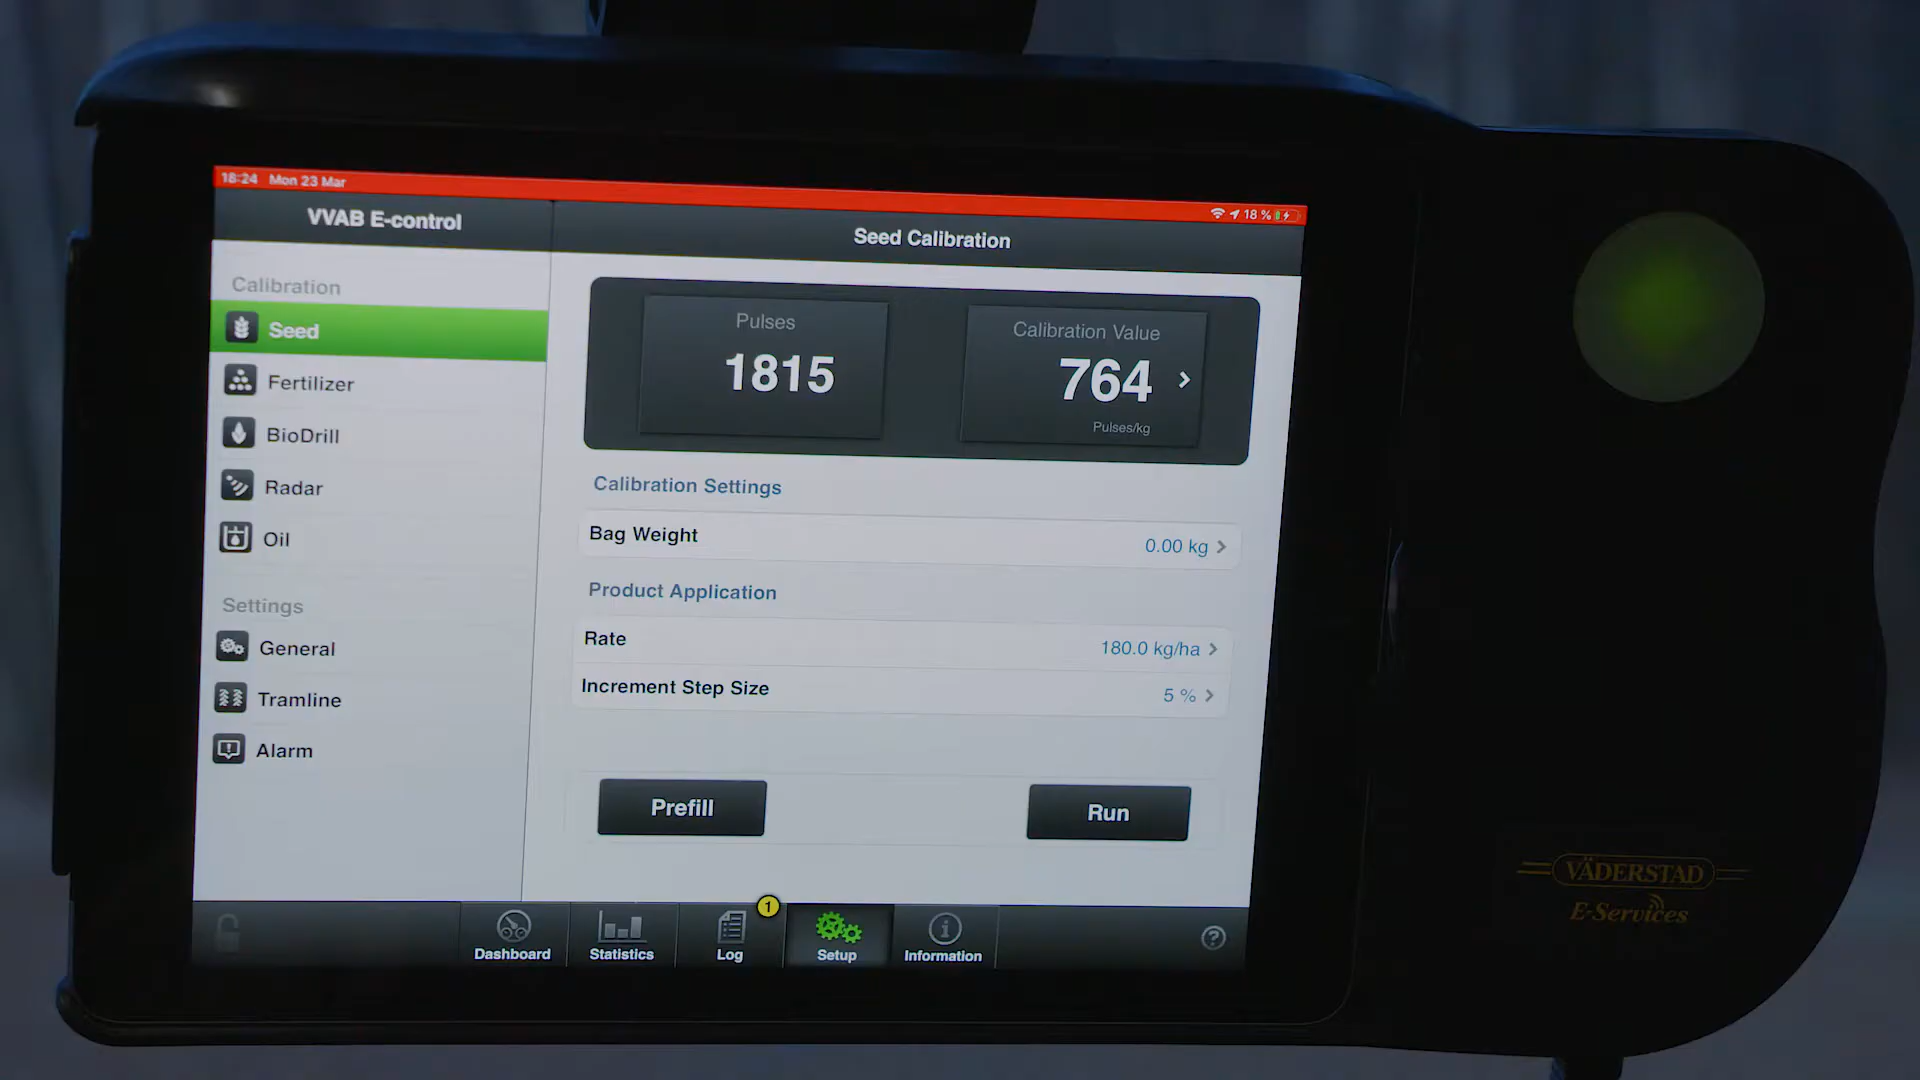 18:24 Mon 23 Mar
18 %
VVAB E-control
Seed Calibration
Calibration
Seed
Fertilizer
BioDrill
Radar
Oil
Settings
General
Tramline
Alarm
Pulses
1815
Calibration Value
764
Pulses/kg
Calibration Settings
Bag Weight 0.00 kg
Product Application
Rate 180.0 kg/ha
Increment Step Size 5 %
Prefill
Run
Dashboard
Statistics
1
Log
Setup
Information
?
VÄDERSTAD
E-Services